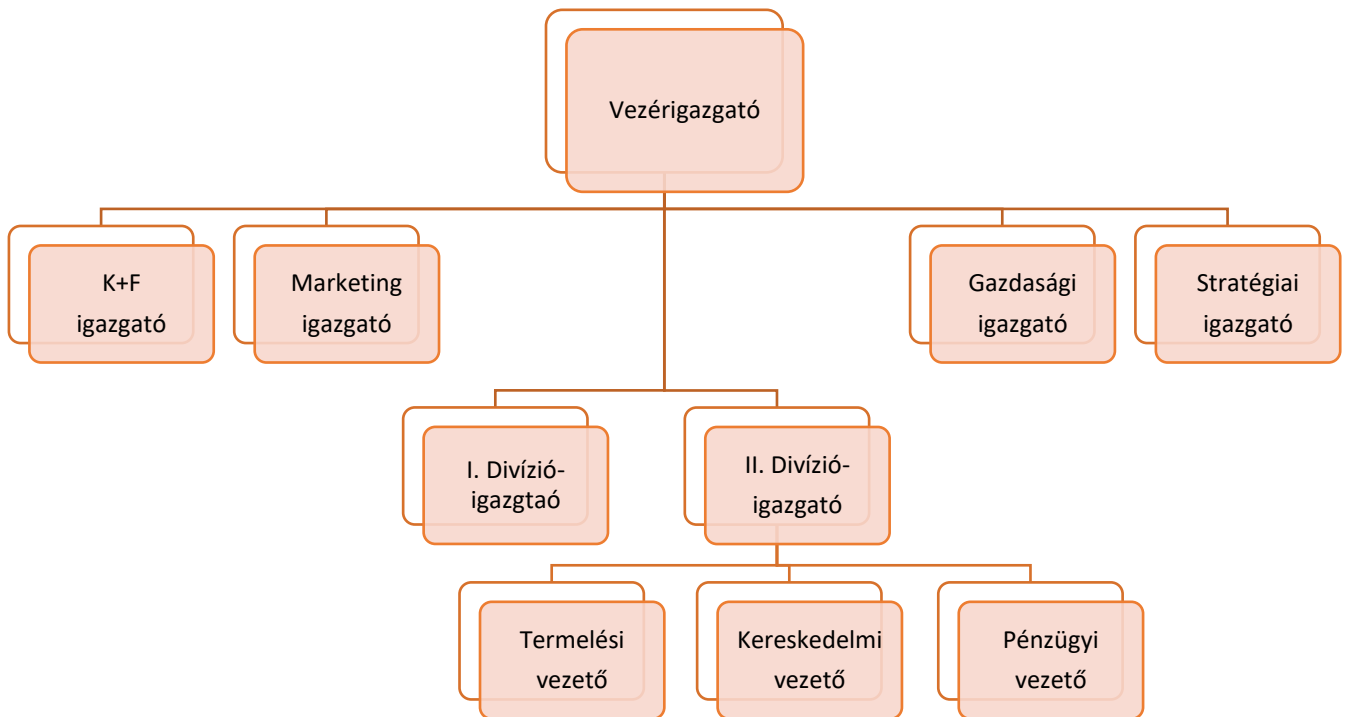 Vezérigazgató
K+F
igazgató
Marketing
igazgató
Gazdasági
igazgató
Stratégiai
igazgató
I. Divízió-
igazgtaó
II. Divízió-
igazgató
Termelési
vezető
Kereskedelmi
vezető
Pénzügyi
vezető